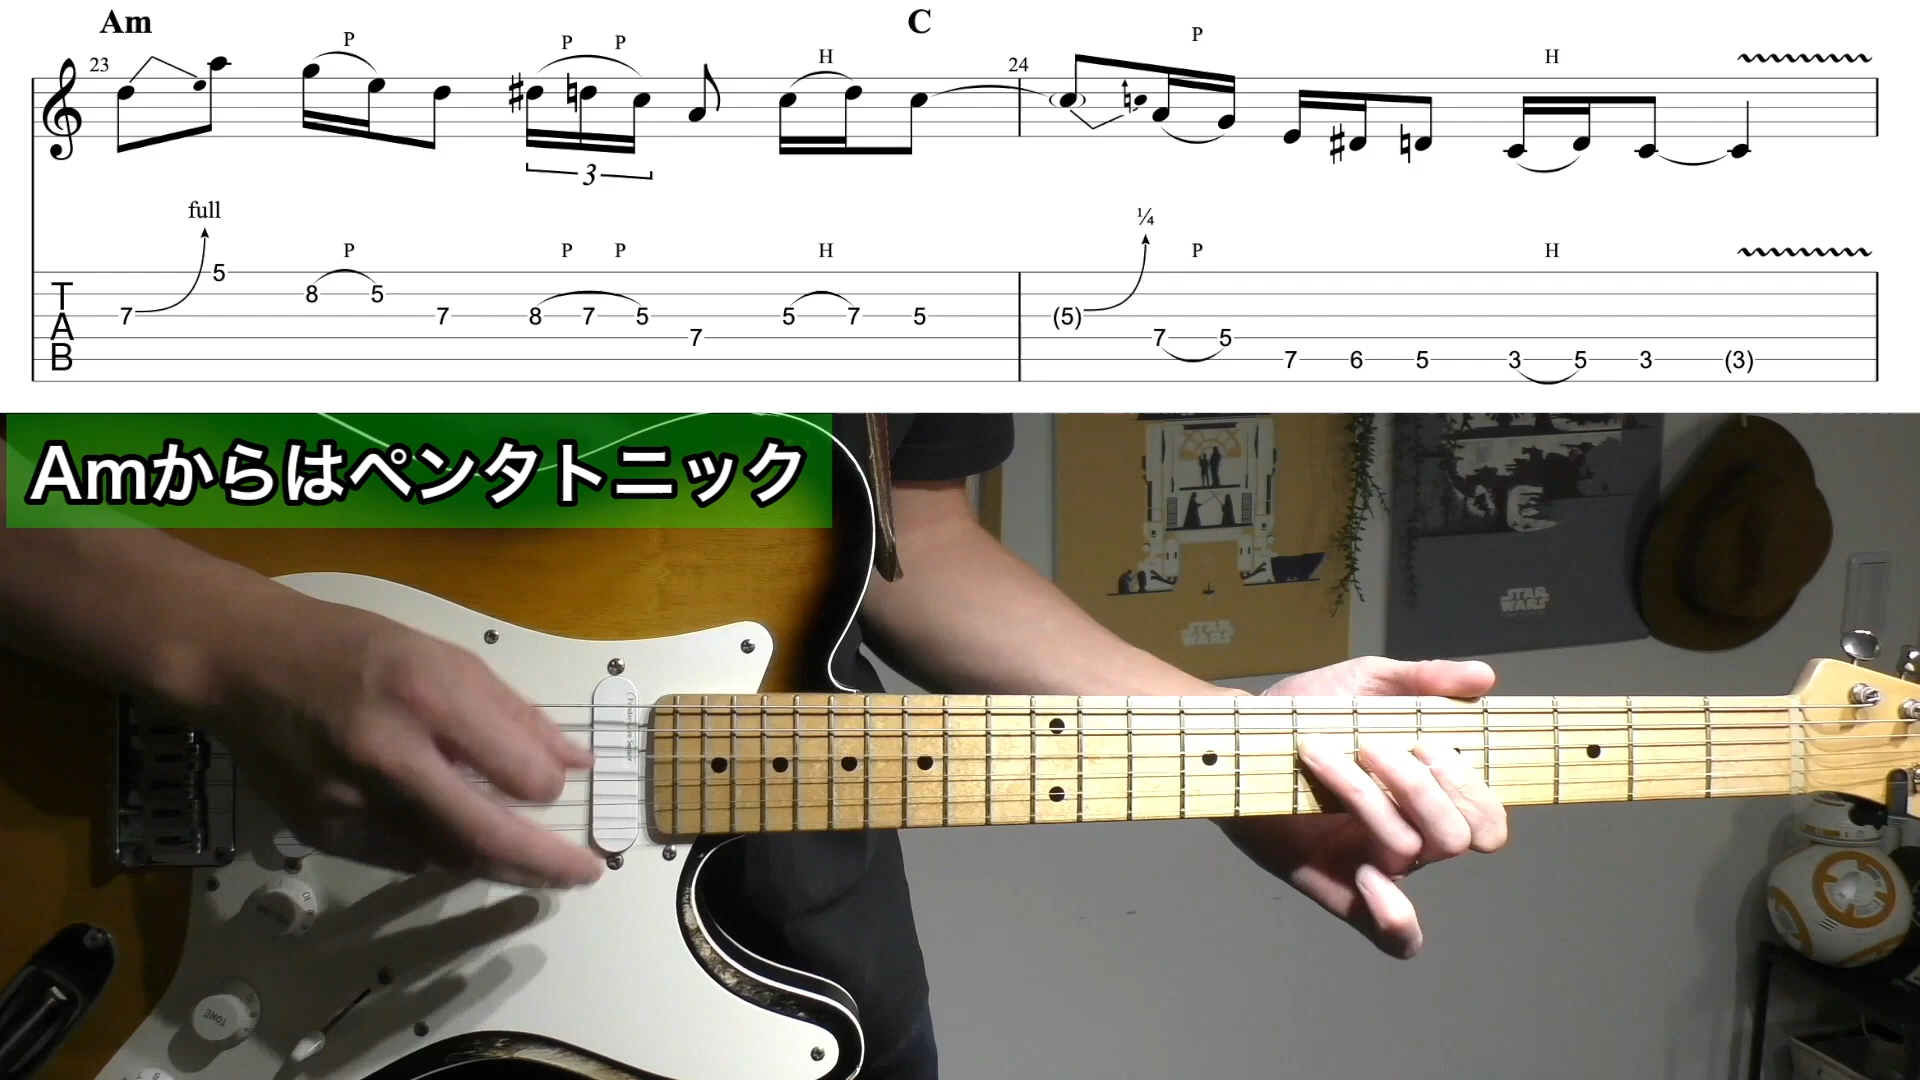 Am C
23 P P P H 24 P H
3
full ¼
P P P H P H
5
8 5
7 7 8 7 5 5 7 5 (5)
7 7 5
7 6 5 3 5 3 (3)
T
A
B
Amからはペンタトニック
STAR
WARS
STAR
WARS
TONE